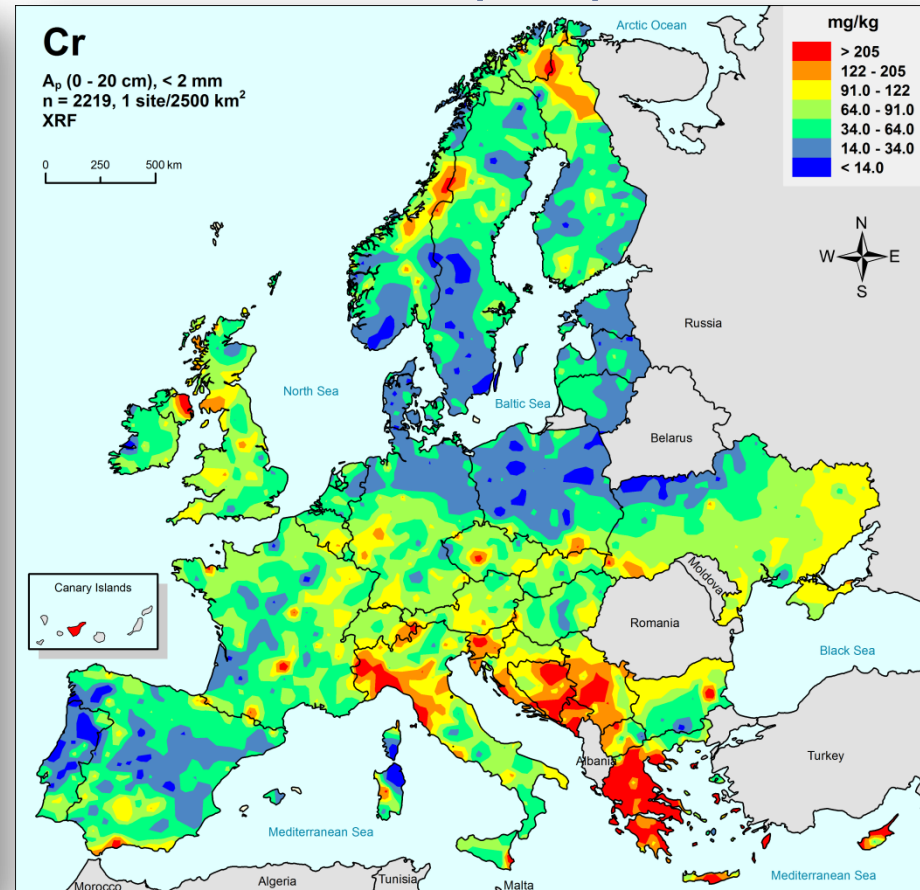 Cr
Ap (0 - 20 cm), < 2 mm
n = 2219, 1 site/2500 km²
XRF
0 250 500 km
mg/kg
> 205
122 - 205
91.0 - 122
64.0 - 91.0
34.0 - 64.0
14.0 - 34.0
< 14.0
N
W E
S
Arctic Ocean
Russia
North Sea
Baltic Sea
Belarus
Canary Islands
Moldova
Romania
Black Sea
Albania
Turkey
Mediterranean Sea
Mediterranean Sea
Morocco
Algeria
Tunisia
Malta